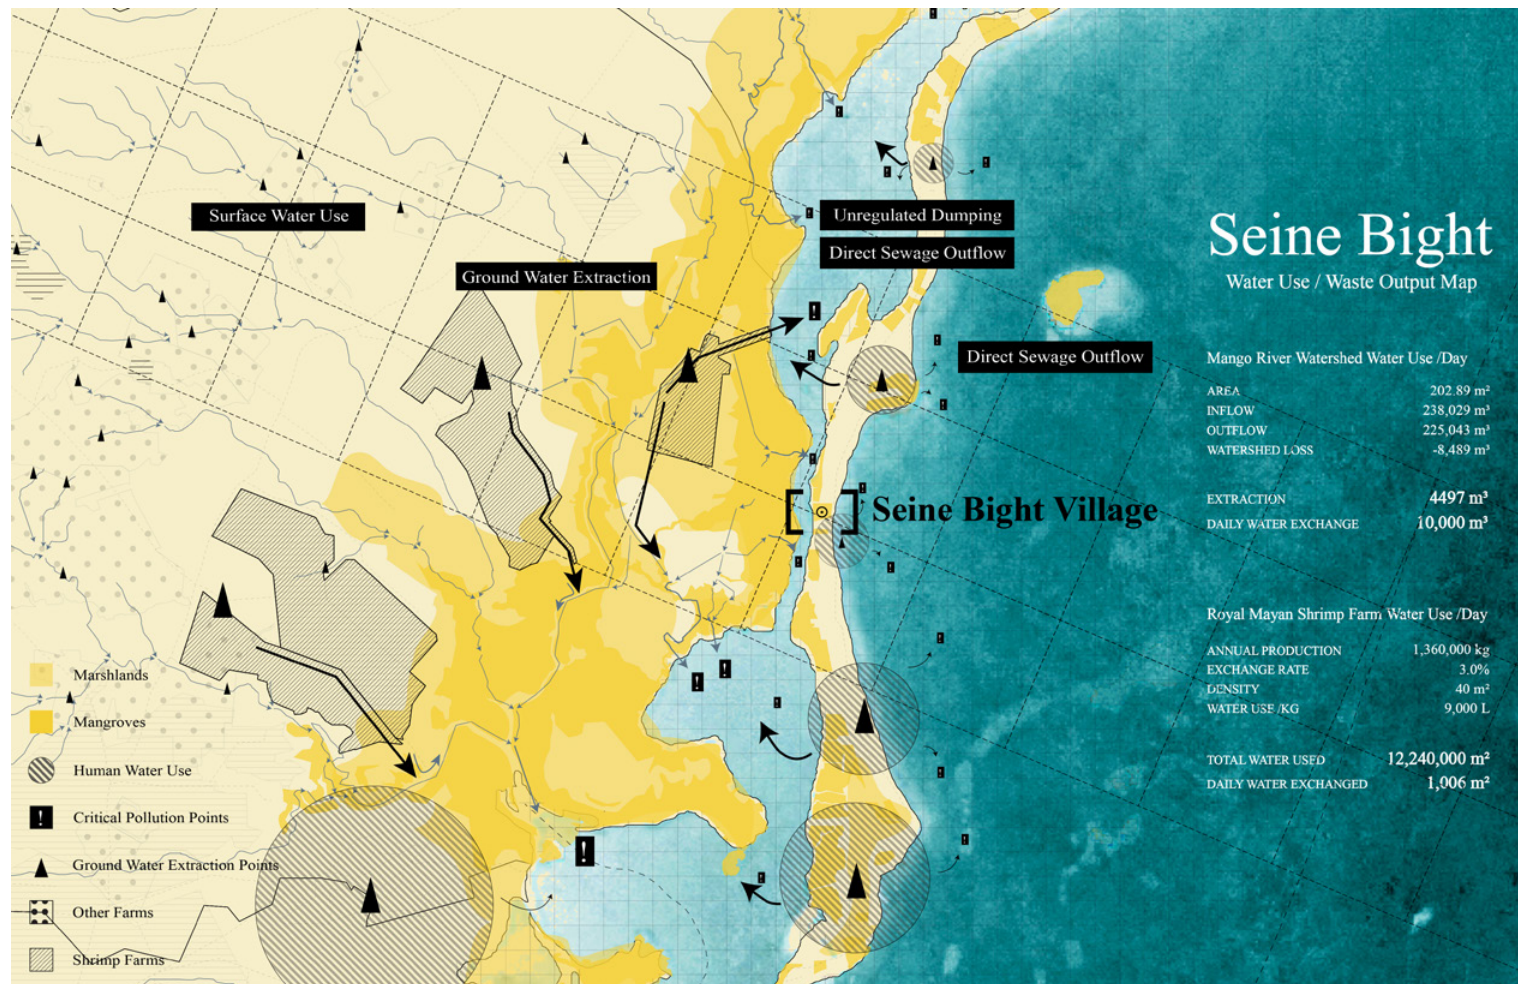 Surface Water Use
Ground Water Extraction
Unregulated Dumping
Direct Sewage Outflow
Direct Sewage Outflow
Seine Bight Village
Seine Bight
Water Use / Waste Output Map
Mango River Watershed Water Use /Day
AREA 202.89 m²
INFLOW 238,029 m³
OUTFLOW 225,043 m³
WATERSHED LOSS -8,489 m³
EXTRACTION 4497 m³
DAILY WATER EXCHANGE 10,000 m³
Royal Mayan Shrimp Farm Water Use /Day
ANNUAL PRODUCTION 1,360,000 kg
EXCHANGE RATE 3.0%
DENSITY 40 m²
WATER USE /KG 9,000 L
TOTAL WATER USED 12,240,000 m²
DAILY WATER EXCHANGED 1,006 m²
Marshlands
Mangroves
Human Water Use
! Critical Pollution Points
Ground Water Extraction Points
Other Farms
Shrimp Farms